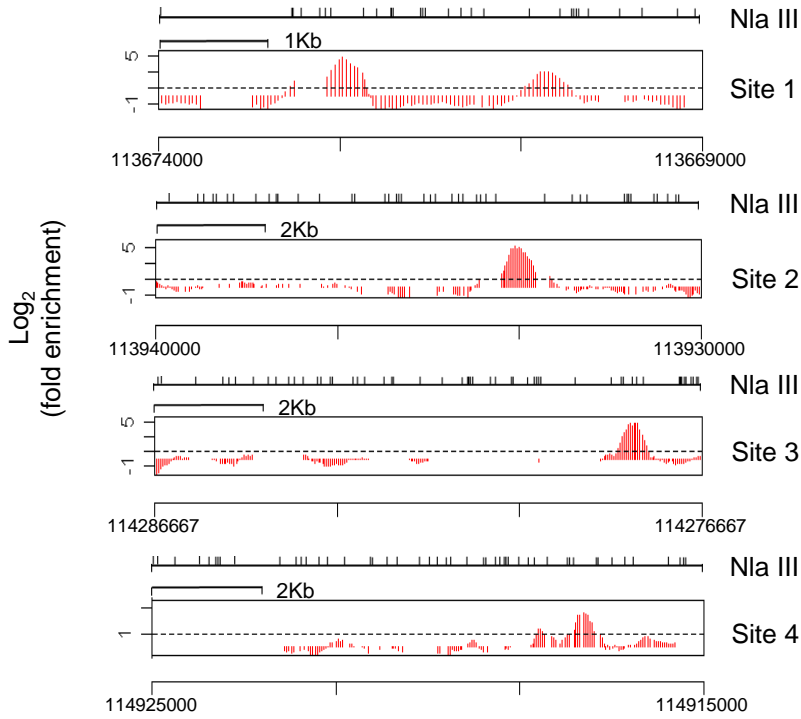 Nla III
1Kb
5
-1
Site 1
113674000 113669000
Nla III
2Kb
5
-1
Site 2
113940000 113930000
Log2
(fold enrichment)
Nla III
2Kb
5
-1
Site 3
114286667 114276667
Nla III
2Kb
1
Site 4
114925000 114915000